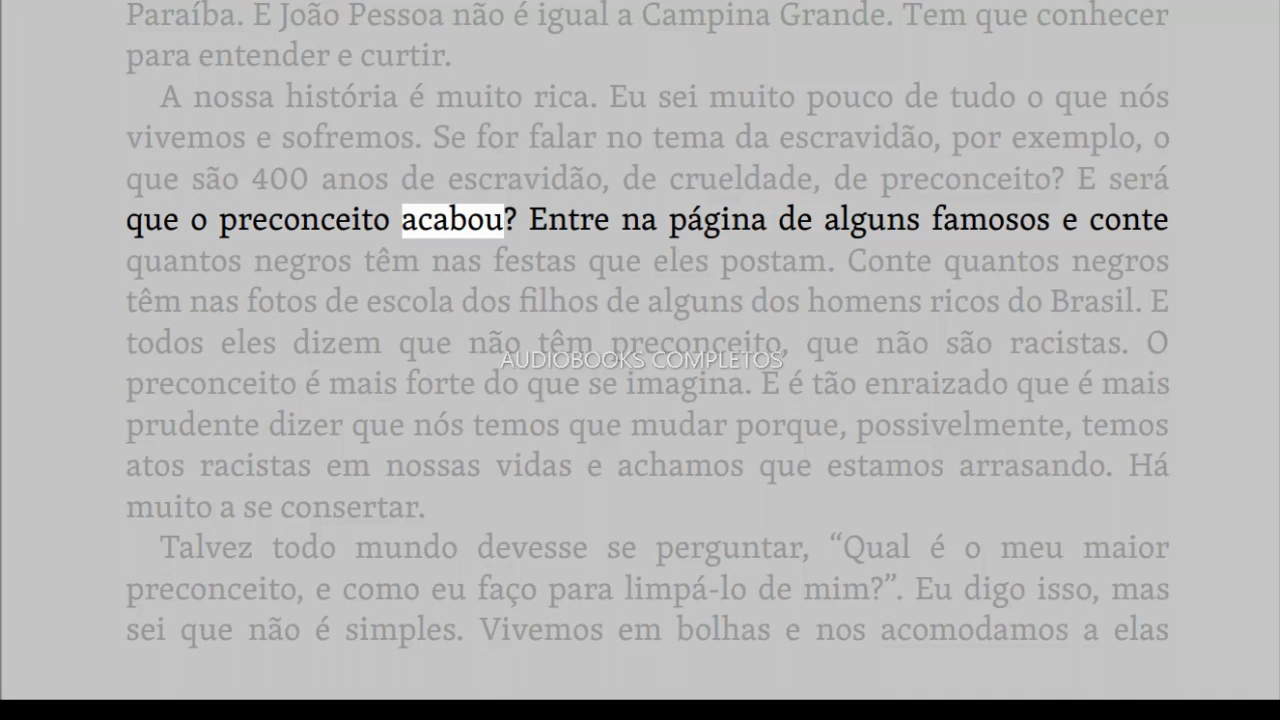 Paraíba. E João Pessoa não é igual a Campina Grande. Tem que conhecer
para entender e curtir.
A nossa história é muito rica. Eu sei muito pouco de tudo o que nós
vivemos e sofremos. Se for falar no tema da escravidão, por exemplo, o
que são 400 anos de escravidão, de crueldade, de preconceito? E será
que o preconceito acabou? Entre na página de alguns famosos e conte
quantos negros têm nas festas que eles postam. Conte quantos negros
têm nas fotos de escola dos filhos de alguns dos homens ricos do Brasil. E
todos eles dizem que não têm preconceito, que não são racistas. O
AUDIOBOOKS COMPLETOS
preconceito é mais forte do que se imagina. E é tão enraizado que é mais
prudente dizer que nós temos que mudar porque, possivelmente, temos
atos racistas em nossas vidas e achamos que estamos arrasando. Há
muito a se consertar.
Talvez todo mundo devesse se perguntar, “Qual é o meu maior
preconceito, e como eu faço para limpá-lo de mim?”. Eu digo isso, mas
sei que não é simples. Vivemos em bolhas e nos acomodamos a elas